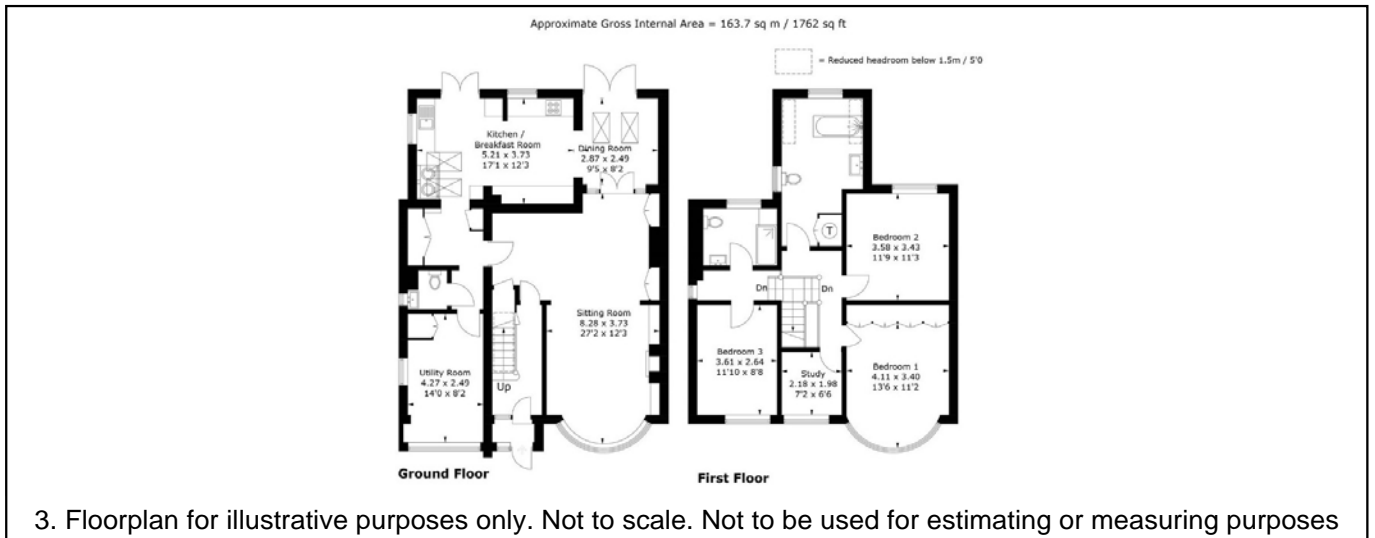 Approximate Gross Internal Area = 163.7 sq m / 1762 sq ft
= Reduced headroom below 1.5m / 5'0
Kitchen /
Breakfast Room
5.21 x 3.73
17'1 x 12'3
Dining Room
2.87 x 2.49
9'5 x 8'2
Sitting Room
8.28 x 3.73
27'2 x 12'3
Utility Room
4.27 x 2.49
14'0 x 8'2
Up
Ground Floor
T
Bedroom 2
3.58 x 3.43
11'9 x 11'3
Dn
Dn
Bedroom 3
3.61 x 2.64
11'10 x 8'8
Study
2.18 x 1.98
7'2 x 6'6
Bedroom 1
4.11 x 3.40
13'6 x 11'2
First Floor
3. Floorplan for illustrative purposes only. Not to scale. Not to be used for estimating or measuring purposes